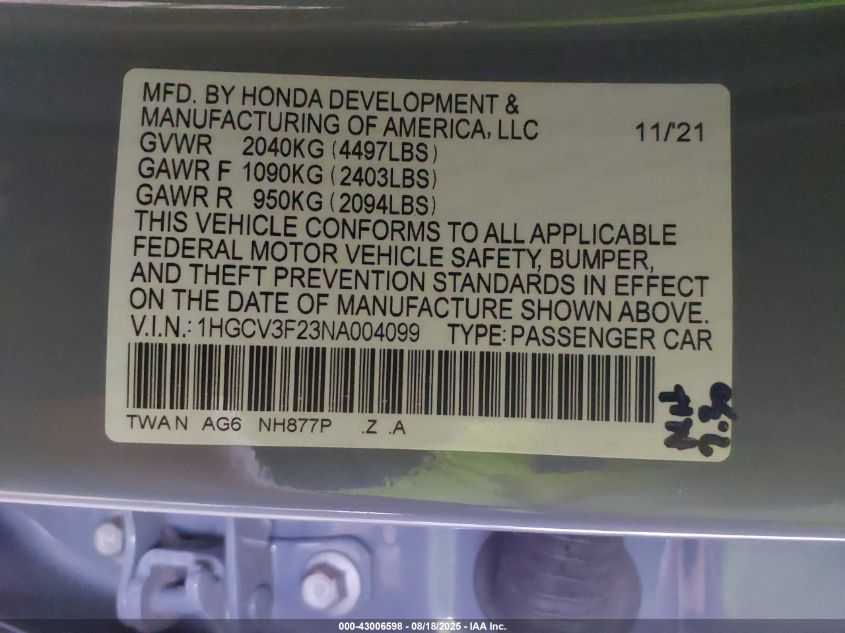 MFD. BY HONDA DEVELOPMENT &
MANUFACTURING OF AMERICA, LLC 11/'21
GVWR 2040KG (4497LBS)
GAWR F 1090KG (2403LBS)
GAWR R 950KG (2094LBS)
THIS VEHICLE CONFORMS TO ALL APPLICABLE
FEDERAL MOTOR VEHICLE SAFETY, BUMPER,
AND THEFT PREVENTION STANDARDS IN EFFECT
ON THE DATE OF MANUFACTURE SHOWN ABOVE.
V.I.N.: 1HGCV3F23NA004099 TYPE: PASSENGER CAR
TWA N AG6 NH877P .Z .A
000-43006598 - 08/18/2025 - IAA Inc.